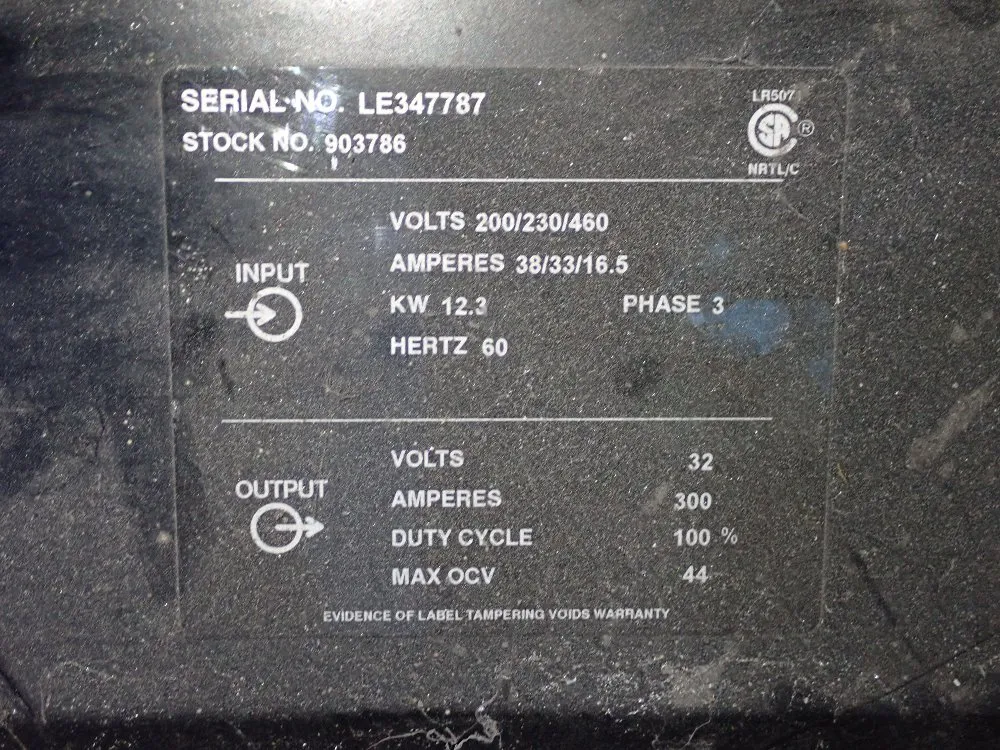 SERIAL NO. LE347787
STOCK NO. 903786
LR507
SA ®
NRTL/C
INPUT
VOLTS 200/230/460
AMPERES 38/33/16.5
KW 12.3 PHASE 3
HERTZ 60
OUTPUT
VOLTS 32
AMPERES 300
DUTY CYCLE 100 %
MAX OCV 44
EVIDENCE OF LABEL TAMPERING VOIDS WARRANTY